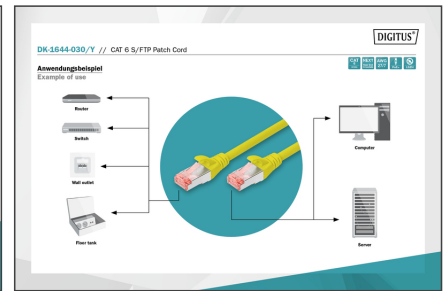 DIGITUS®
DK-1644-030/Y // CAT 6 S/FTP Patch Cord
Anwendungsbeispiel
Example of use
Router
Switch
Wall outlet
Floor tank
Computer
Server